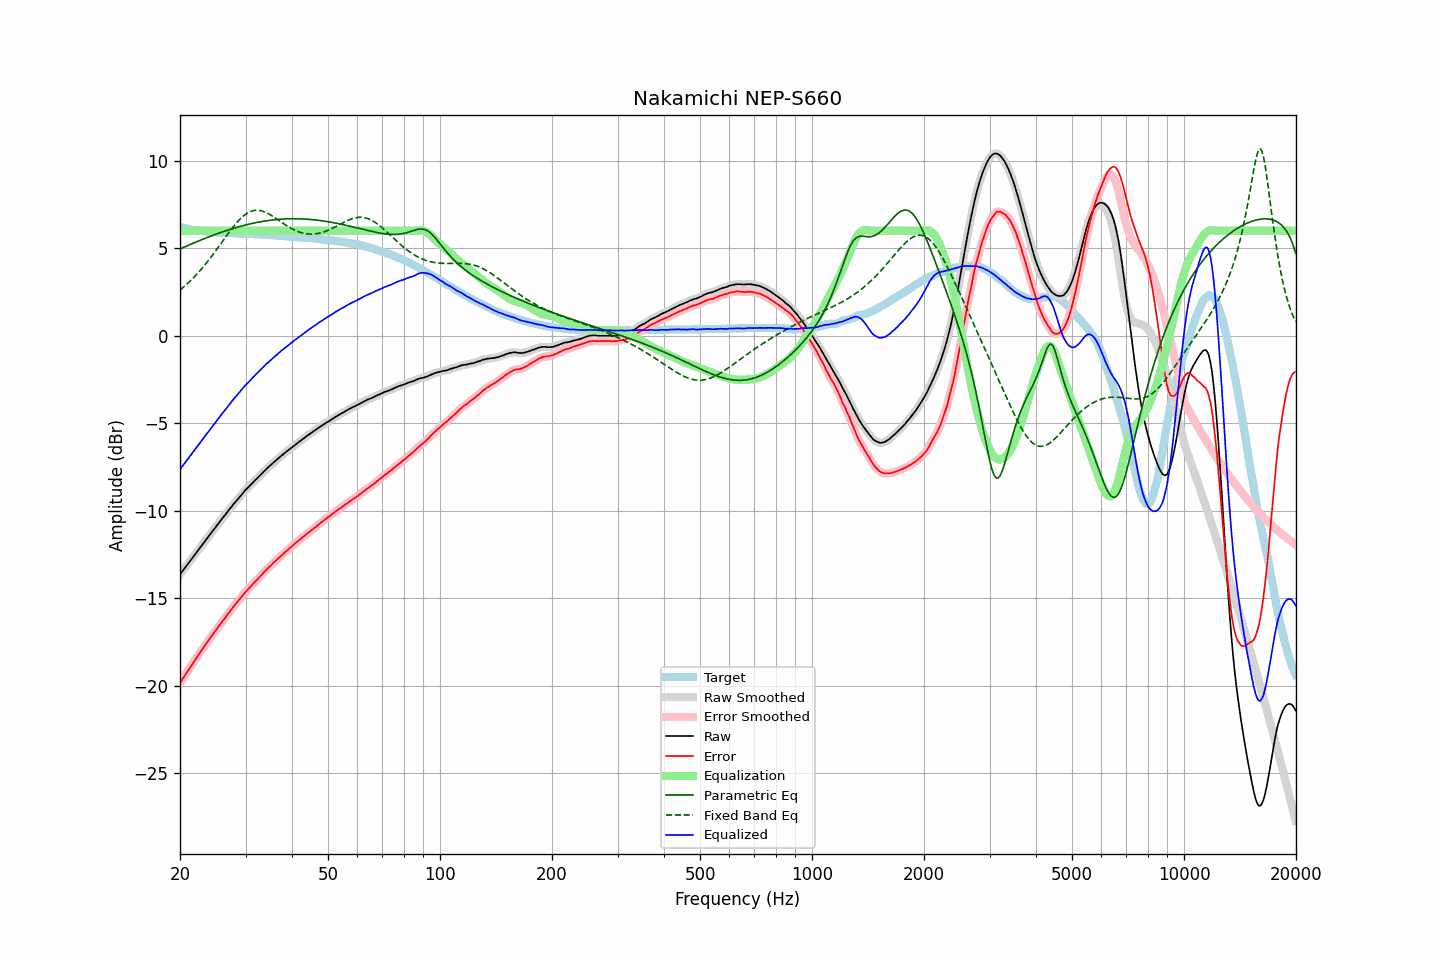 Nakamichi NEP-S660
Amplitude (dBr)
10
5
0
−5
−10
−15
−20
−25
Target
Raw Smoothed
Error Smoothed
Raw
Error
Equalization
Parametric Eq
Fixed Band Eq
Equalized
20
50
100
200
500
1000
2000
5000
10000
20000
Frequency (Hz)